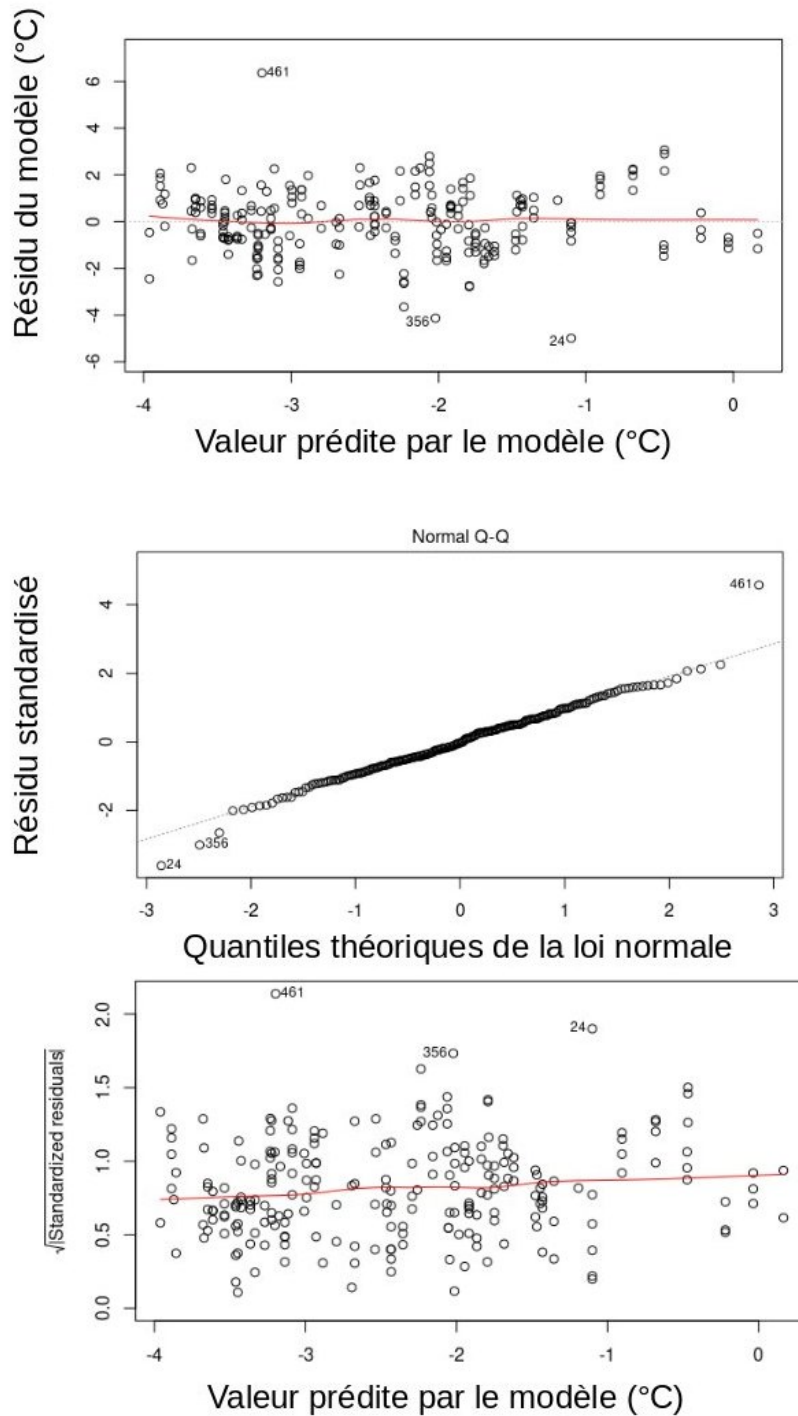 Résidu du modèle (°C)
6
4
2
0
-2
-4
-6
461
356
24
-4 -3 -2 -1 0
Valeur prédite par le modèle (°C)
Normal Q-Q
Résidu standardisé
4
2
0
-2
461
356
24
-3 -2 -1 0 1 2 3
Quantiles théoriques de la loi normale
√|Standardized residuals|
2.0
1.5
1.0
0.5
0.0
461
24
356
-4 -3 -2 -1 0
Valeur prédite par le modèle (°C)